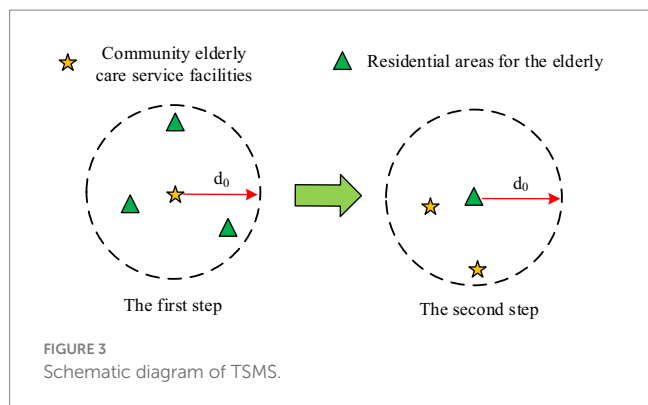 Community elderly
care service facilities
Residential areas for the elderly
d₀
d₀
The first step
The second step
FIGURE 3
Schematic diagram of TSMS.